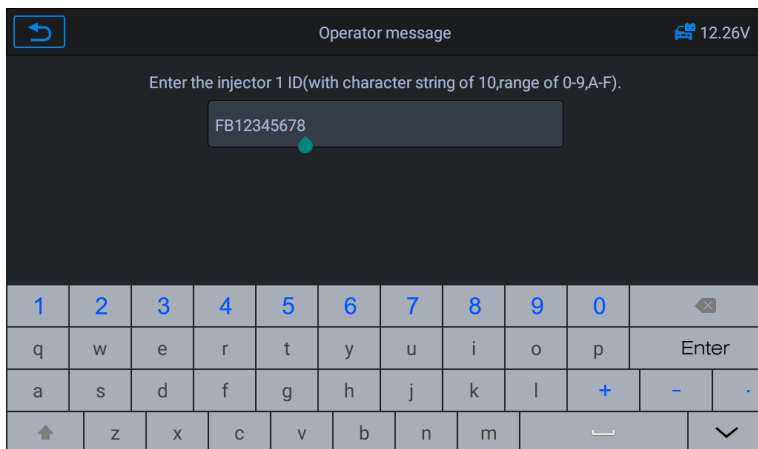 Operator message
12.26V
Enter the injector 1 ID(with character string of 10,range of 0-9,A-F).
FB12345678
1 2 3 4 5 6 7 8 9 0
q w e r t y u i o p Enter
a s d f g h j k l + - .
z x c v b n m